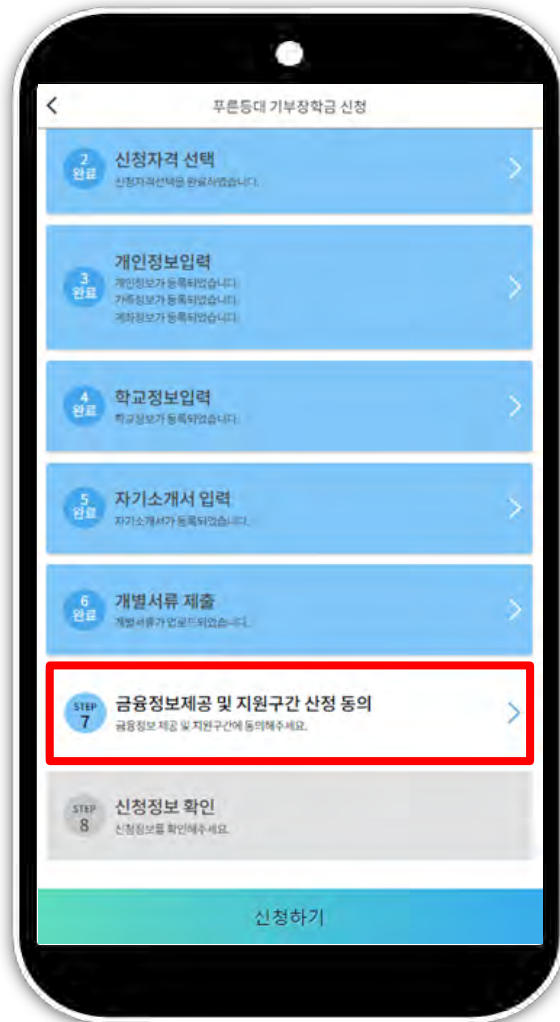 푸른등대 기부장학금 신청
2
완료
신청자격 선택
신청자격선택을 완료하였습니다.
3
완료
개인정보입력
개인정보가 등록되었습니다.
가족정보가 등록되었습니다.
계좌정보가 등록되었습니다.
4
완료
학교정보입력
학교정보가 등록되었습니다.
5
완료
자기소개서 입력
자기소개서가 등록되었습니다.
6
완료
개별서류 제출
개별서류가 업로드되었습니다.
STEP
7
금융정보제공 및 지원구간 산정 동의
금융정보 제공 및 지원구간에 동의해주세요.
STEP
8
신청정보 확인
신청정보를 확인해주세요.
신청하기